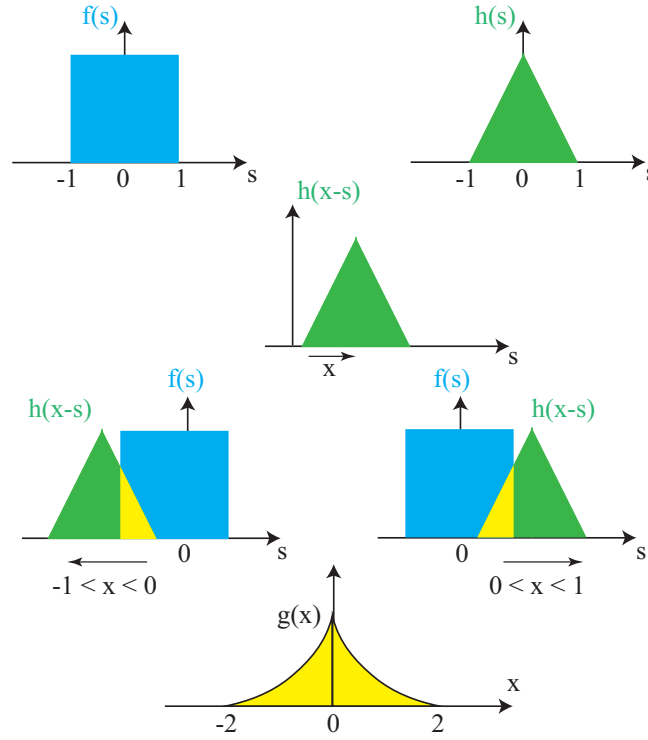 f(s)
h(s)
-1 0 1 s
-1 0 1 s
h(x-s)
x
s
f(s)
h(x-s)
f(s)
h(x-s)
0 s
0 s
-1 < x < 0
0 < x < 1
g(x)
x
-2 0 2